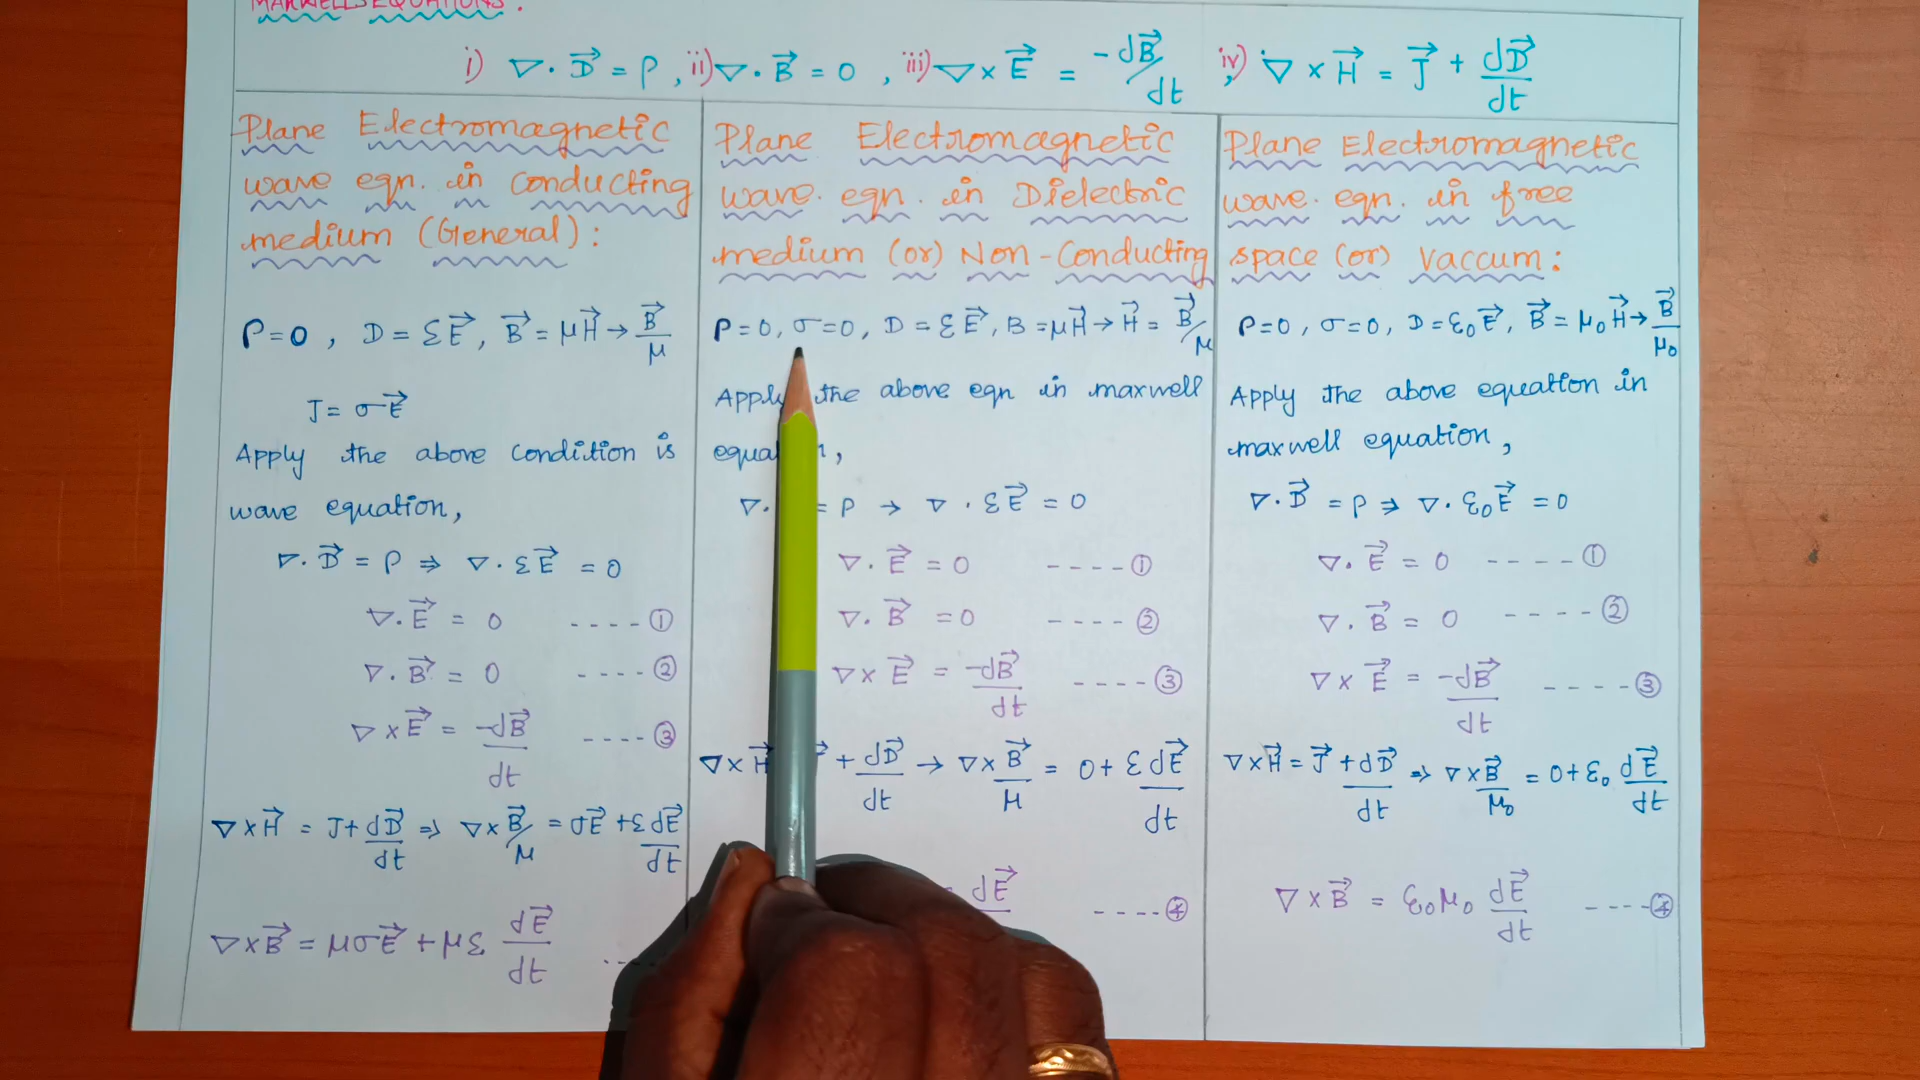 MAXWELLS EQUATIONS:
i) ∇·D⃗ = ρ, ii) ∇·B⃗ = 0, iii) ∇×E⃗ = -dB⃗/dt, iv) ∇×H⃗ = J⃗ + dD⃗/dt
Plane Electromagnetic
wave eqn. in conducting
medium (General):
ρ=0, D=εE⃗, B⃗=μH⃗→B⃗/μ
J=σE⃗
Apply the above condition is
wave equation,
∇·D⃗ = ρ ⇒ ∇·εE⃗ = 0
∇·E⃗ = 0 ----①
∇·B⃗ = 0 ----②
∇×E⃗ = -dB⃗/dt ----③
∇×H⃗ = J+dD⃗/dt ⇒ ∇×B⃗/μ = σE⃗+εdE⃗/dt
∇×B⃗ = μσE⃗+με dE⃗/dt
Plane Electromagnetic
wave. eqn. in Dielectric
medium (or) Non-Conducting
ρ=0, σ=0, D=εE⃗, B=μH⃗→H⃗=B⃗/μ
Apply the above eqn in maxwell
∇· = ρ → ∇·εE⃗ = 0
∇·E⃗ = 0 ----①
∇·B⃗ = 0 ----②
∇×E⃗ = -dB⃗/dt ----③
∇×H⃗ + dD⃗/dt → ∇×B⃗/μ = 0+εdE⃗/dt
dE⃗ ----④
Plane Electromagnetic
wave. eqn. in free
space (or) Vaccum:
ρ=0, σ=0, D=ε₀E⃗, B⃗=μ₀H⃗→B⃗/μ₀
Apply the above equation in
maxwell equation,
∇·D⃗ = ρ ⇒ ∇·ε₀E⃗ = 0
∇·E⃗ = 0 ----①
∇·B⃗ = 0 ----②
∇×E⃗ = -dB⃗/dt ----③
∇×H⃗ = J⃗+dD⃗/dt ⇒ ∇×B⃗/μ₀ = 0+ε₀ dE⃗/dt
∇×B⃗ = ε₀μ₀ dE⃗/dt ----④